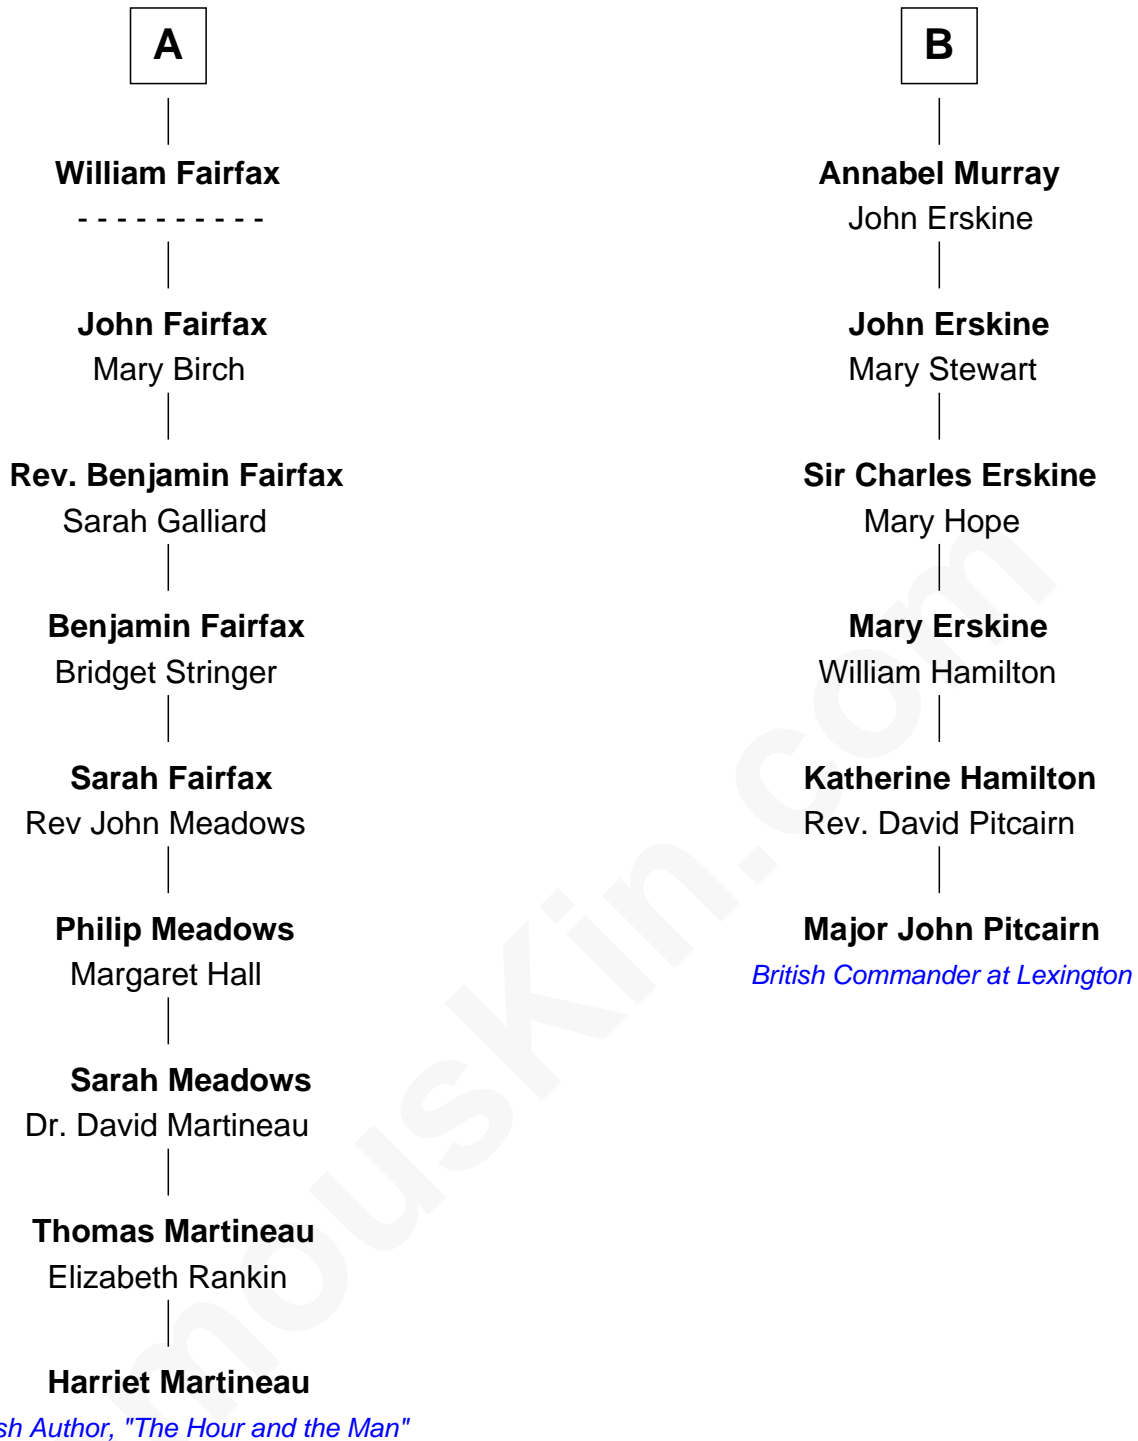 A
William Fairfax
- - - - - - - - - -
John Fairfax
Mary Birch
Rev. Benjamin Fairfax
Sarah Galliard
Benjamin Fairfax
Bridget Stringer
Sarah Fairfax
Rev John Meadows
Philip Meadows
Margaret Hall
Sarah Meadows
Dr. David Martineau
Thomas Martineau
Elizabeth Rankin
Harriet Martineau
sh Author, "The Hour and the Man"
B
Annabel Murray
John Erskine
John Erskine
Mary Stewart
Sir Charles Erskine
Mary Hope
Mary Erskine
William Hamilton
Katherine Hamilton
Rev. David Pitcairn
Major John Pitcairn
British Commander at Lexington
mousKin.com